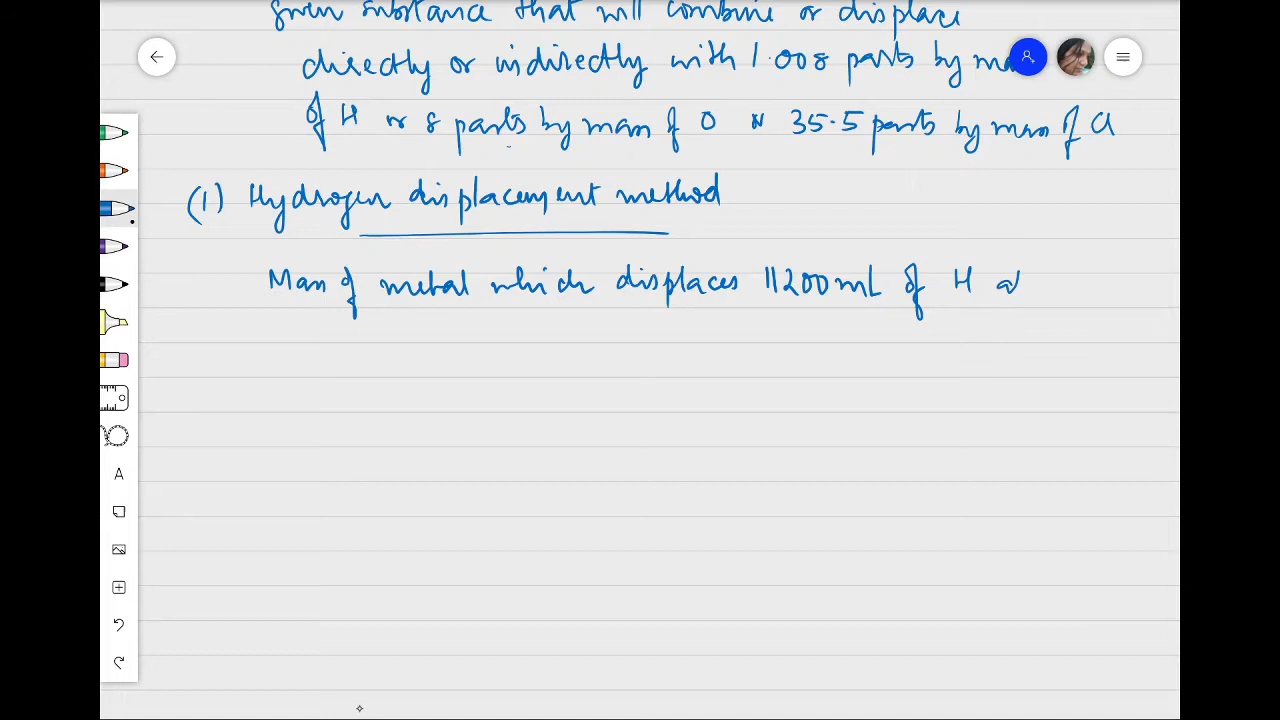 given substance that will combine or displace
directly or indirectly with 1.008 parts by
of H or 8 parts by mass of O or 35.5 parts by mass of Cl
(1) Hydrogen displacement method
Mass of metal which displaces 11200 mL of H at
A